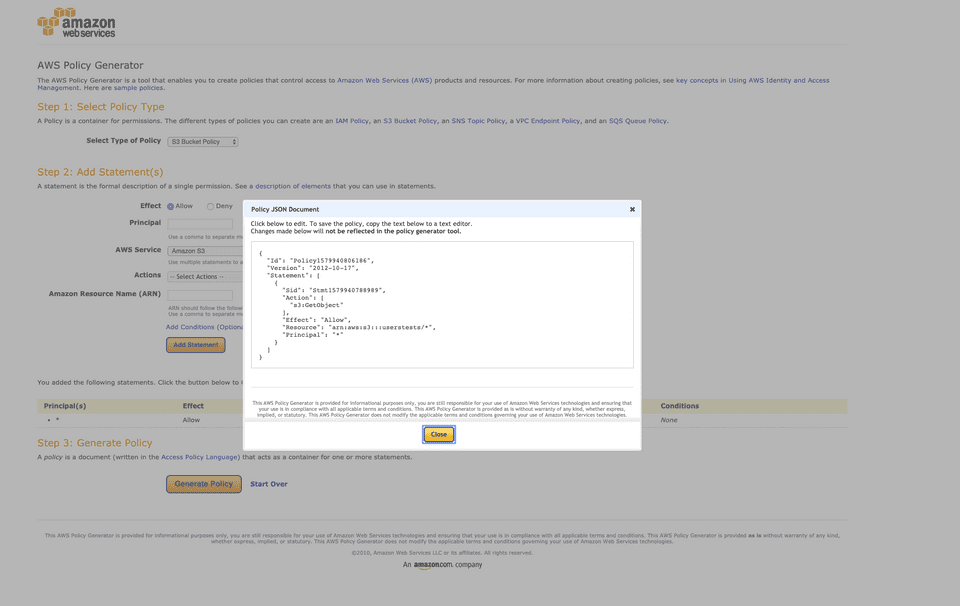 amazon
webservices
AWS Policy Generator
The AWS Policy Generator is a tool that enables you to create policies that control access to Amazon Web Services (AWS) products and resources. For more information about creating policies, see key concepts in Using AWS Identity and Access
Management. Here are sample policies.
Step 1: Select Policy Type
A Policy is a container for permissions. The different types of policies you can create are an IAM Policy, an S3 Bucket Policy, an SNS Topic Policy, a VPC Endpoint Policy, and an SQS Queue Policy.
Select Type of Policy S3 Bucket Policy
Step 2: Add Statement(s)
A statement is the formal description of a single permission. See a description of elements that you can use in statements.
Effect Allow Deny
Principal
Use a comma to separate m
AWS Service Amazon S3
Use multiple statements to a
Actions -- Select Actions --
Amazon Resource Name (ARN)
ARN should follow the follow
Use a comma to separate m
Add Conditions (Optiona
Add Statement
Policy JSON Document
Click below to edit. To save the policy, copy the text below to a text editor.
Changes made below will not be reflected in the policy generator tool.
{
"Id": "Policy1579940806186",
"Version": "2012-10-17",
"Statement": [
{
"Sid": "Stmt1579940788989",
"Action": [
"s3:GetObject"
],
"Effect": "Allow",
"Resource": "arn:aws:s3:::userstests/*",
"Principal": "*"
}
]
}
This AWS Policy Generator is provided for informational purposes only, you are still responsible for your use of Amazon Web Services technologies and ensuring that
your use is in compliance with all applicable terms and conditions. This AWS Policy Generator is provided as is without warranty of any kind, whether express,
implied, or statutory. This AWS Policy Generator does not modify the applicable terms and conditions governing your use of Amazon Web Services technologies.
Close
You added the following statements. Click the button below to
Principal(s) Effect Conditions
• * Allow None
Step 3: Generate Policy
A policy is a document (written in the Access Policy Language) that acts as a container for one or more statements.
Generate Policy Start Over
This AWS Policy Generator is provided for informational purposes only, you are still responsible for your use of Amazon Web Services technologies and ensuring that your use is in compliance with all applicable terms and conditions. This AWS Policy Generator is provided as is without warranty of any kind,
whether express, implied, or statutory. This AWS Policy Generator does not modify the applicable terms and conditions governing your use of Amazon Web Services technologies.
©2010, Amazon Web Services LLC or its affiliates. All rights reserved.
An amazon.com company